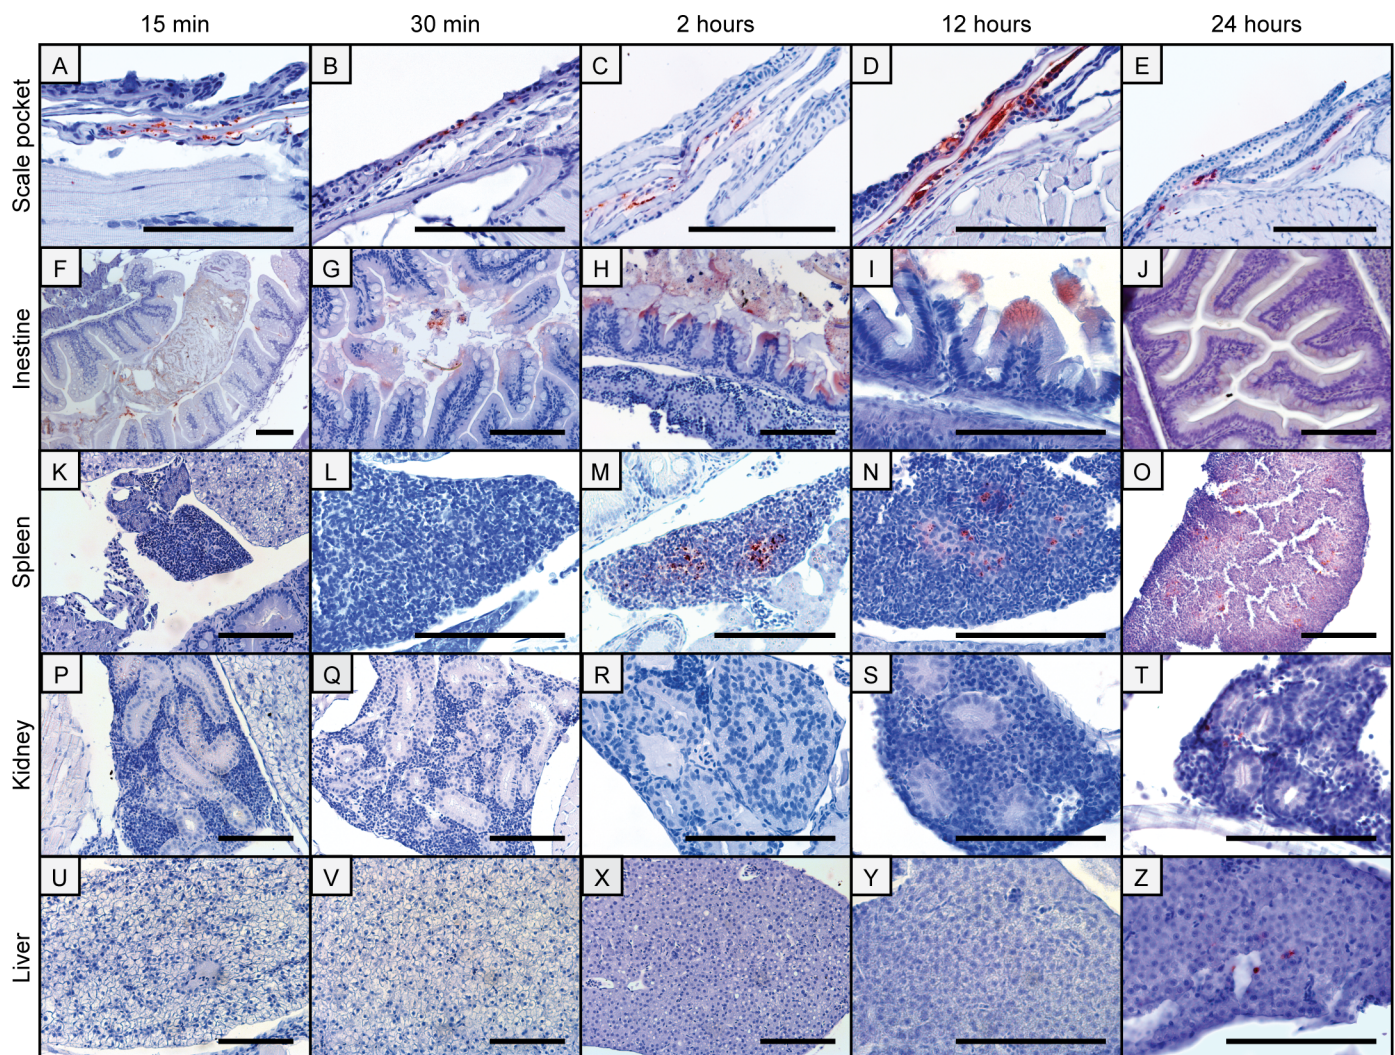 15 min 30 min 2 hours 12 hours 24 hours
Scale pocket
A B C D E
Inestine
F G H I J
Spleen
K L M N O
Kidney
P Q R S T
Liver
U V X Y Z